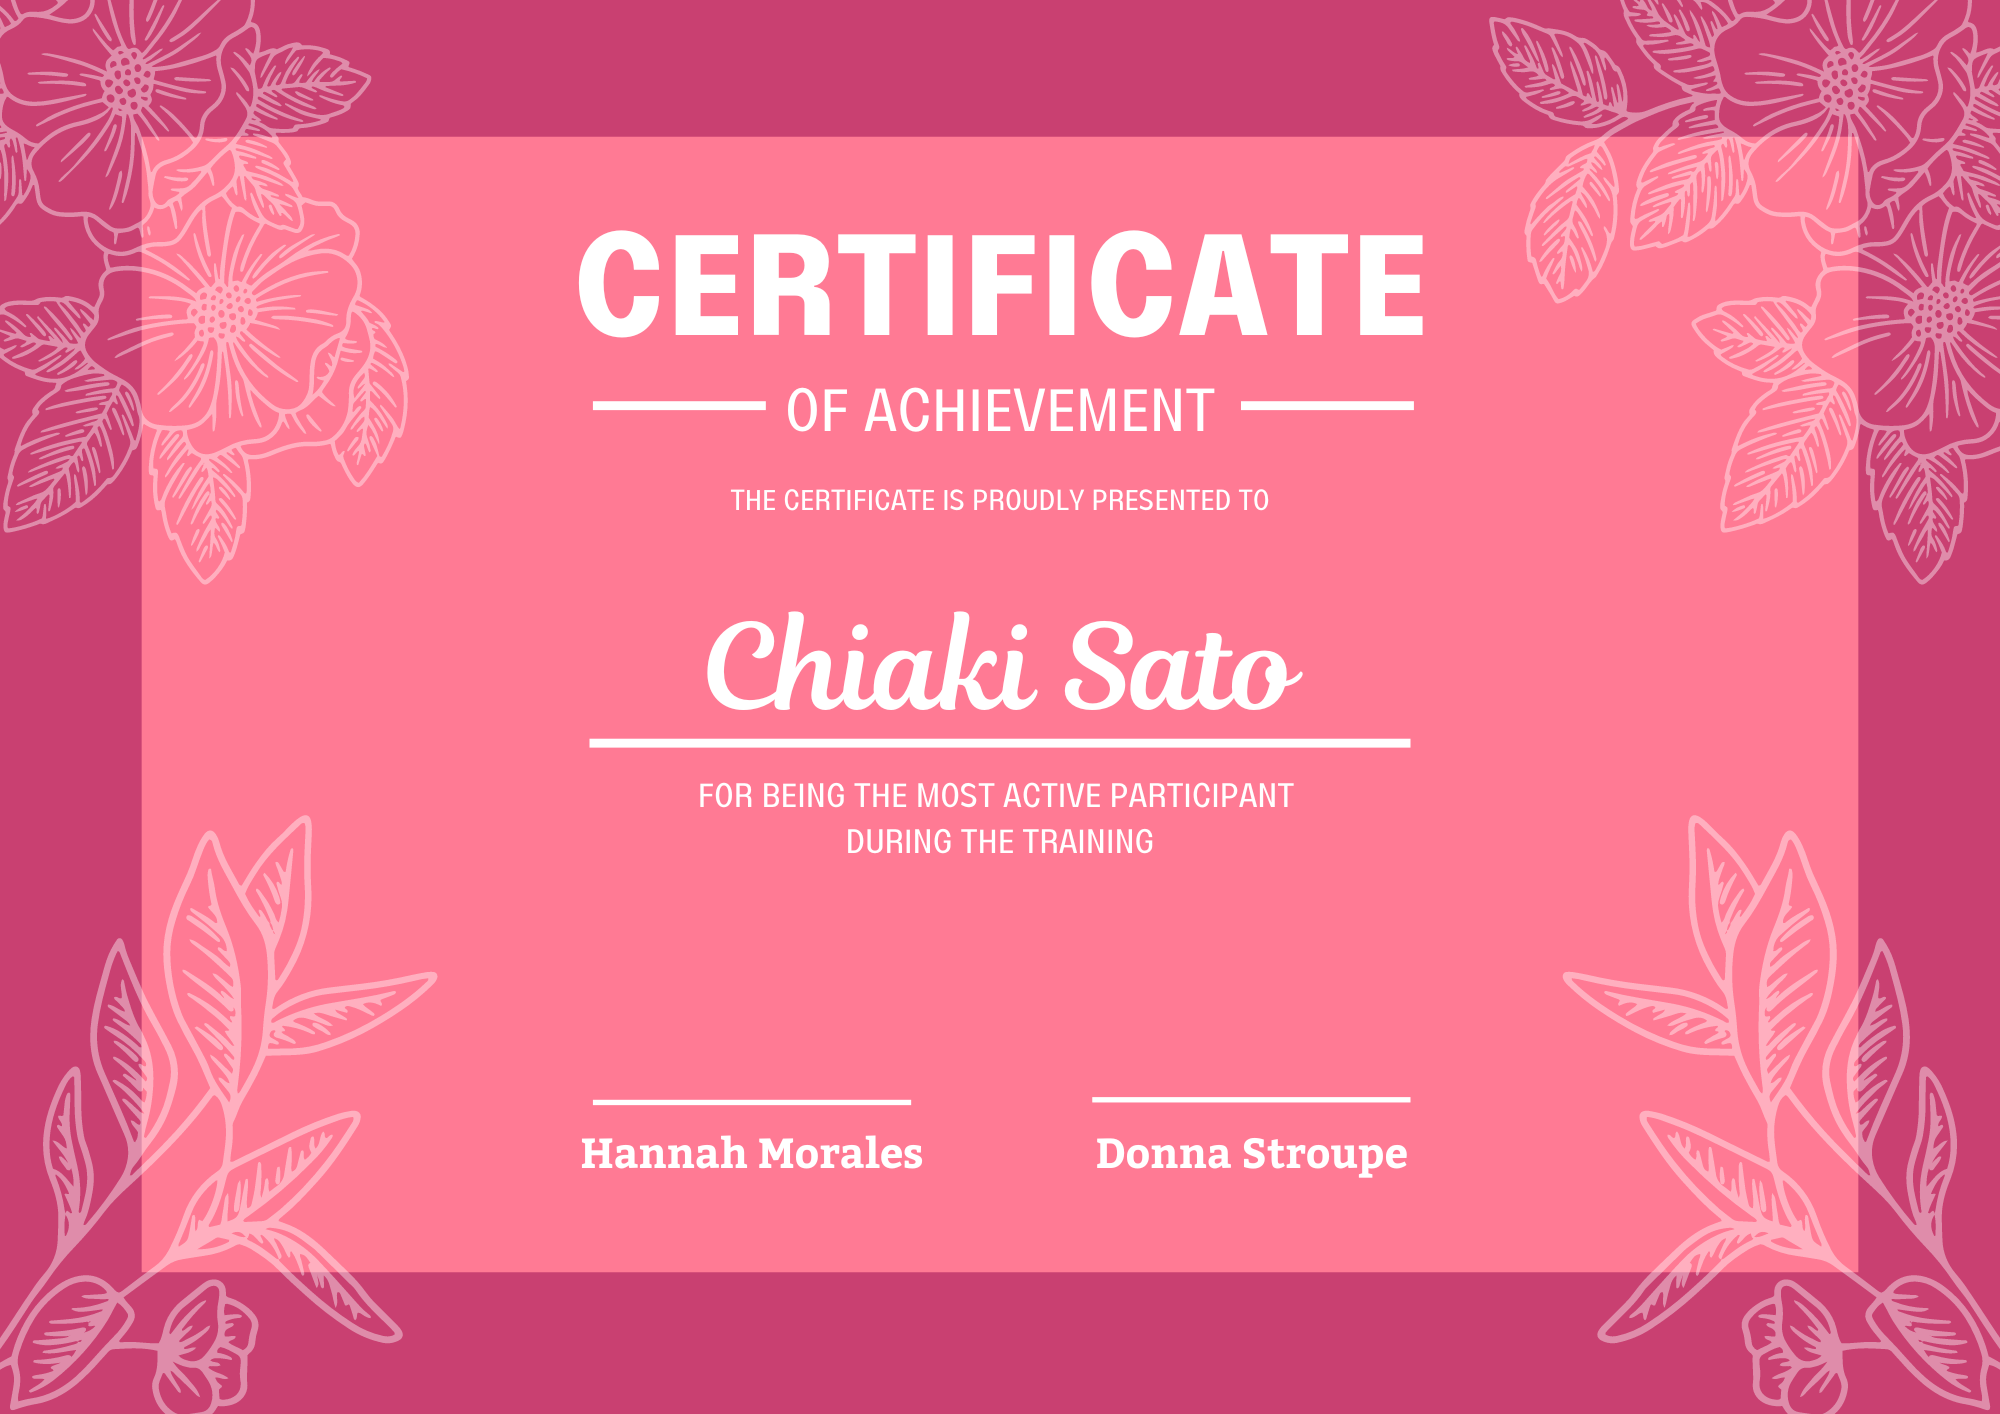 CERTIFICATE
OF ACHIEVEMENT
THE CERTIFICATE IS PROUDLY PRESENTED TO
Chiaki Sato
FOR BEING THE MOST ACTIVE PARTICIPANT
DURING THE TRAINING
Hannah Morales
Donna Stroupe